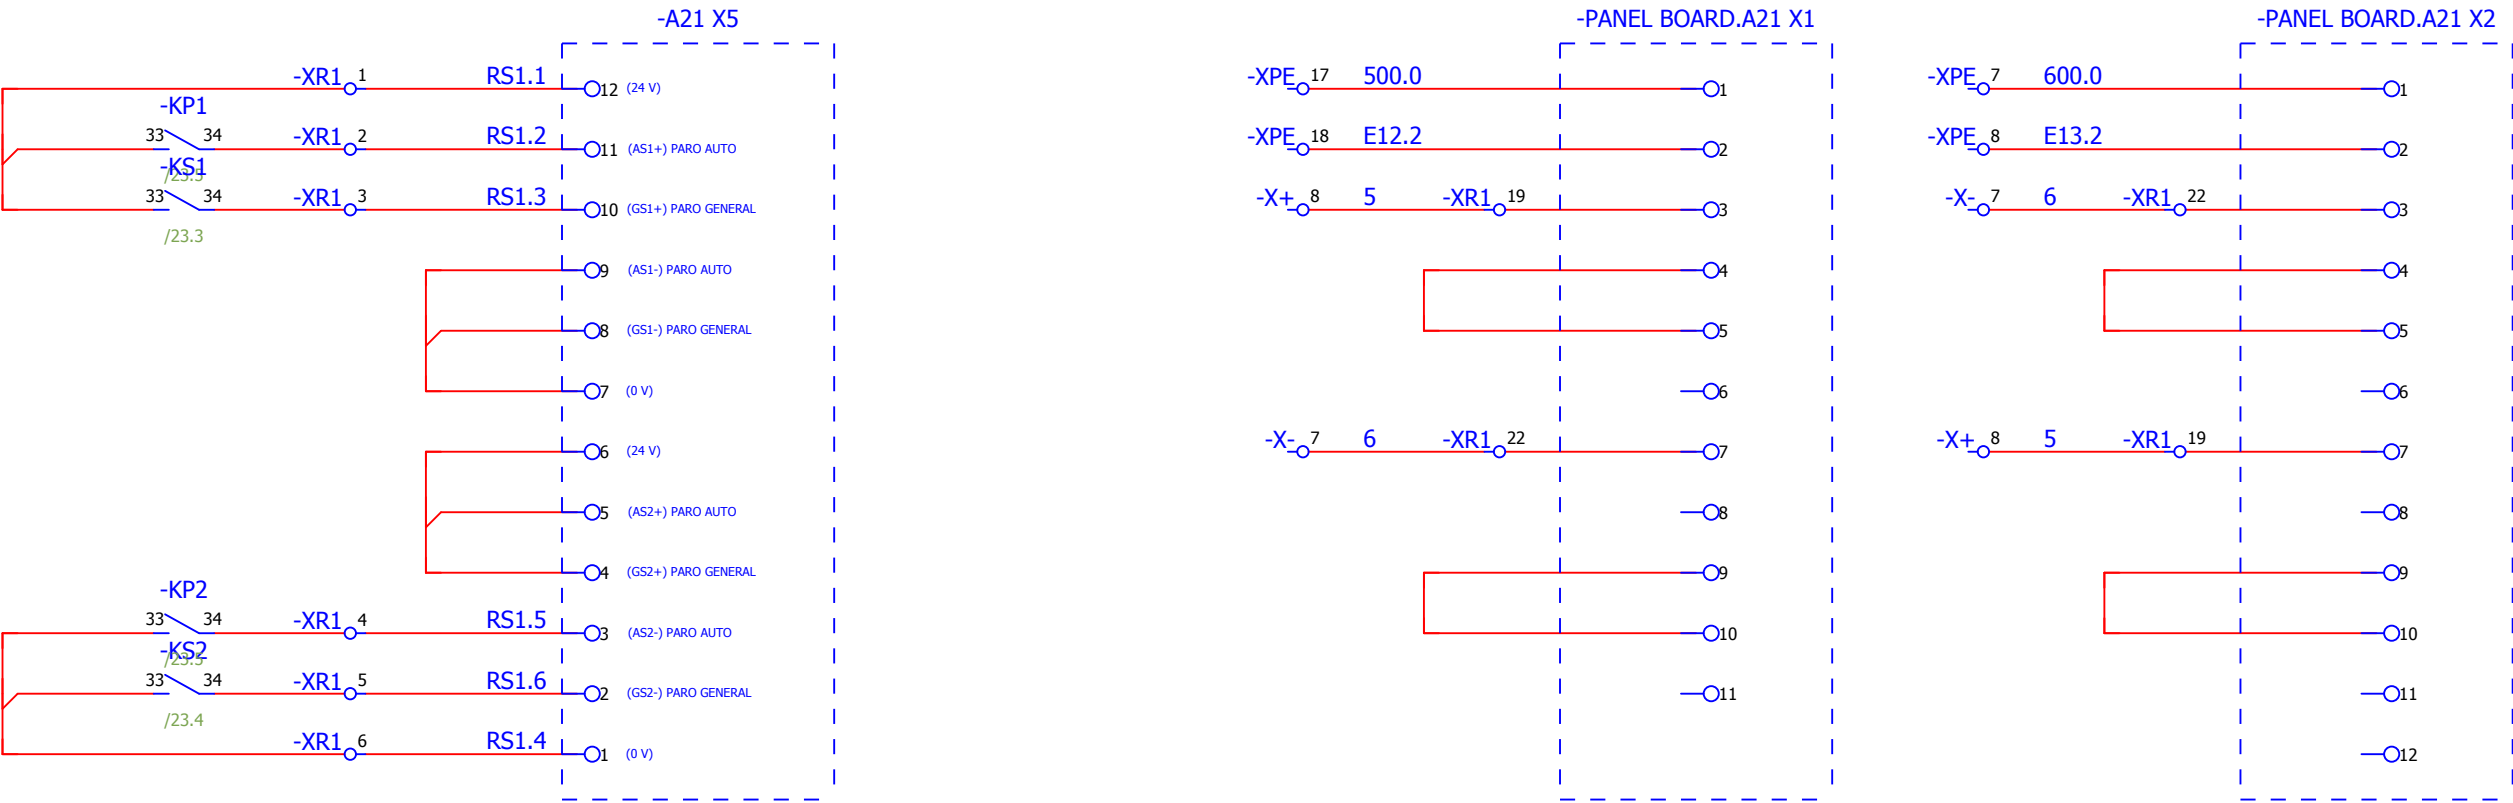 -A21 X5
-XR1 1 RS1.1 12 (24 V)
-KP1
33 34 -XR1 2 RS1.2 11 (AS1+) PARO AUTO
/23.5
-KS1
33 34 -XR1 3 RS1.3 10 (GS1+) PARO GENERAL
/23.3
9 (AS1-) PARO AUTO
8 (GS1-) PARO GENERAL
7 (0 V)
6 (24 V)
5 (AS2+) PARO AUTO
4 (GS2+) PARO GENERAL
-KP2
33 34 -XR1 4 RS1.5 3 (AS2-) PARO AUTO
/23.5
-KS2
33 34 -XR1 5 RS1.6 2 (GS2-) PARO GENERAL
/23.4
-XR1 6 RS1.4 1 (0 V)
-PANEL BOARD.A21 X1
-XPE 17 500.0 1
-XPE 18 E12.2 2
-X+ 8 5 -XR1 19 3
4
5
6
-X- 7 6 -XR1 22 7
8
9
10
11
-PANEL BOARD.A21 X2
-XPE 7 600.0 1
-XPE 8 E13.2 2
-X- 7 6 -XR1 22 3
4
5
6
-X+ 8 5 -XR1 19 7
8
9
10
11
12